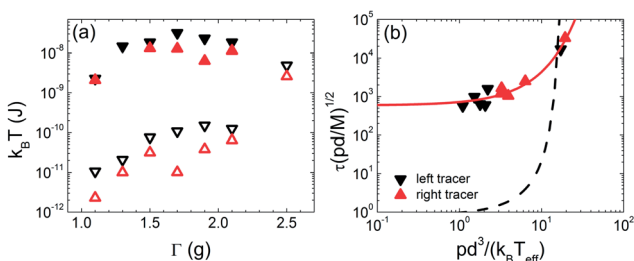 (a)
k_BT (J)
10^-8
10^-9
10^-10
10^-11
10^-12
1.0 1.5 2.0 2.5
Γ (g)
(b)
τ(pd/M)^1/2
10^5
10^4
10^3
10^2
10^1
10^0
left tracer
right tracer
10^-1 10^0 10^1 10^2
pd^3/(k_BT_eff)